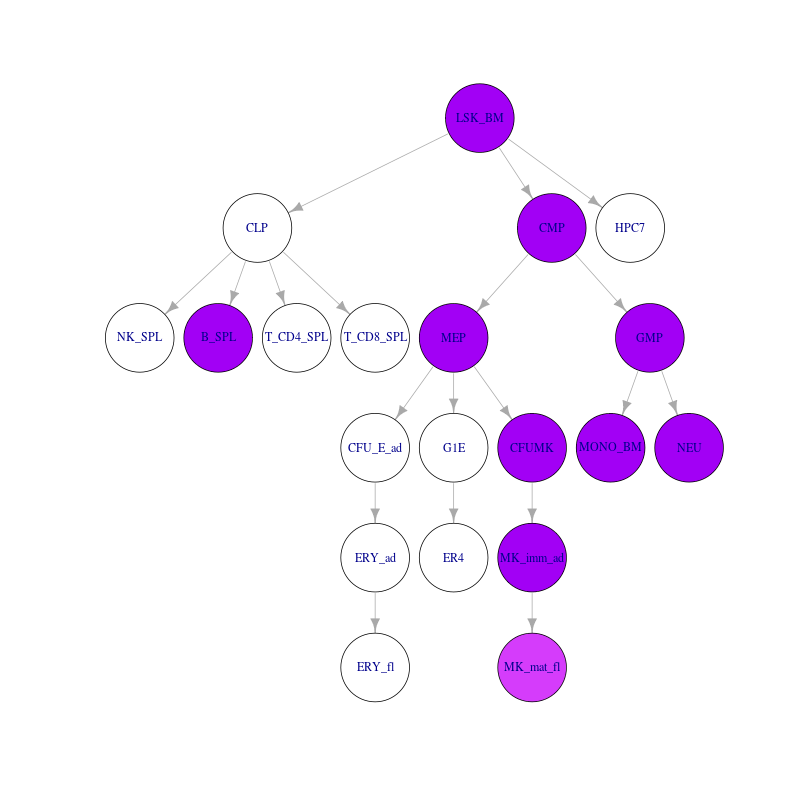 LSK_BM
CLP
CMP
HPC7
NK_SPL
B_SPL
T_CD4_SPL
T_CD8_SPL
MEP
GMP
CFU_E_ad
G1E
CFUMK
MONO_BM
NEU
ERY_ad
ER4
MK_imm_ad
ERY_fl
MK_mat_fl